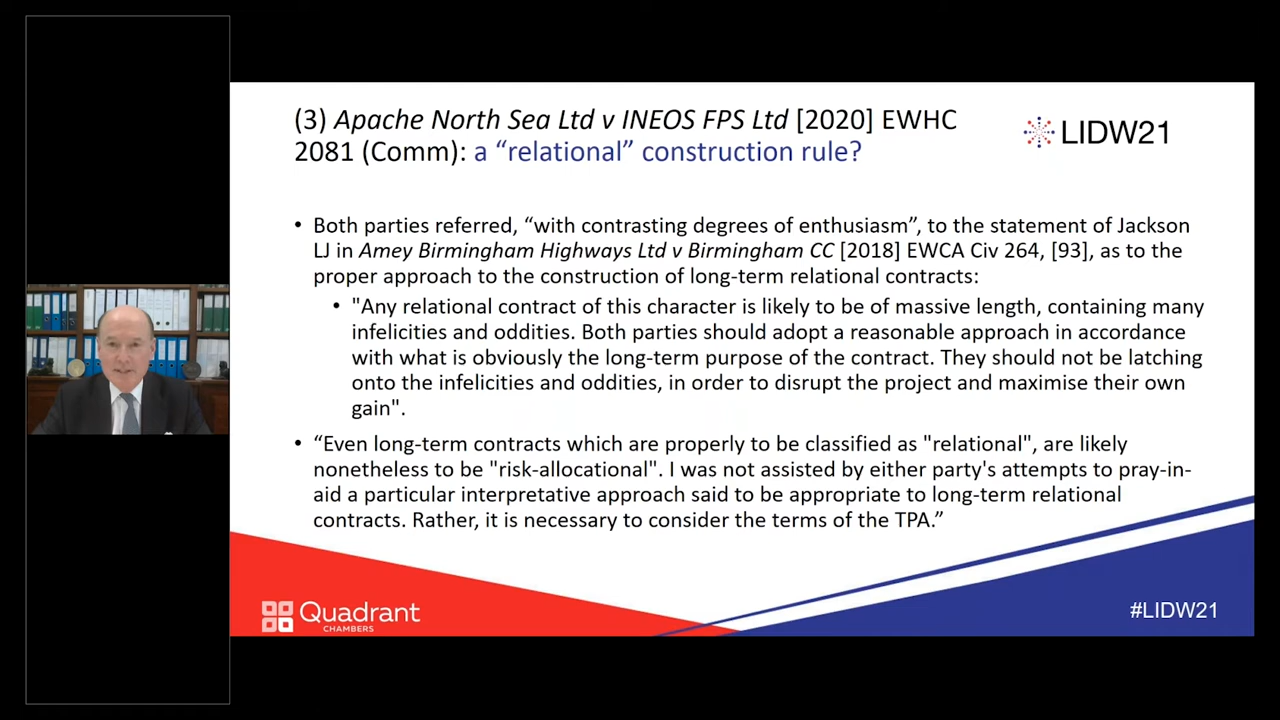 (3) Apache North Sea Ltd v INEOS FPS Ltd [2020] EWHC
2081 (Comm): a “relational” construction rule?
LIDW21
• Both parties referred, “with contrasting degrees of enthusiasm”, to the statement of Jackson
LJ in Amey Birmingham Highways Ltd v Birmingham CC [2018] EWCA Civ 264, [93], as to the
proper approach to the construction of long-term relational contracts:
• "Any relational contract of this character is likely to be of massive length, containing many
infelicities and oddities. Both parties should adopt a reasonable approach in accordance
with what is obviously the long-term purpose of the contract. They should not be latching
onto the infelicities and oddities, in order to disrupt the project and maximise their own
gain".
• “Even long-term contracts which are properly to be classified as "relational", are likely
nonetheless to be "risk-allocational". I was not assisted by either party's attempts to pray-in-
aid a particular interpretative approach said to be appropriate to long-term relational
contracts. Rather, it is necessary to consider the terms of the TPA.”
Quadrant
CHAMBERS
#LIDW21